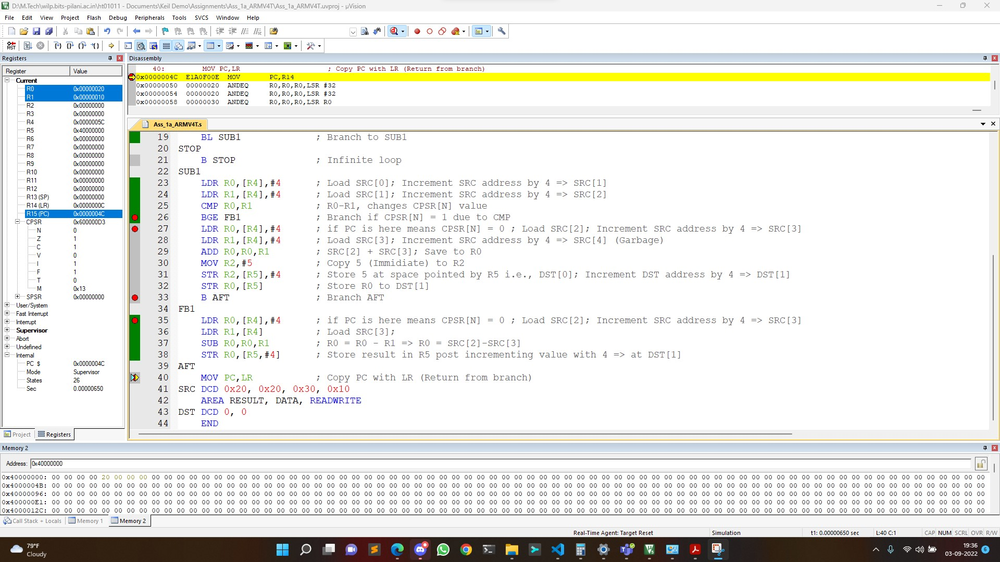 D:\M.Tech\wilp.bits-pilani.ac.in\ht01011 - Documents\Keil Demo\Assignments\Ass_1a_ARMV4T\Ass_1a_ARMV4T.uvproj - µVision
File Edit View Project Flash Debug Peripherals Tools SVCS Window Help
Registers
Register Value
Current
R0 0x00000020
R1 0x00000010
R2 0x00000000
R3 0x00000000
R4 0x0000005C
R5 0x40000000
R6 0x00000000
R7 0x00000000
R8 0x00000000
R9 0x00000000
R10 0x00000000
R11 0x00000000
R12 0x00000000
R13 (SP) 0x00000000
R14 (LR) 0x0000000C
R15 (PC) 0x0000004C
CPSR 0x600000D3
N 0
Z 1
C 1
V 0
I 1
F 1
T 0
M 0x13
SPSR 0x00000000
User/System
Fast Interrupt
Interrupt
Supervisor
Abort
Undefined
Internal
PC $ 0x0000004C
Mode Supervisor
States 26
Sec 0.00000650
Project Registers
Disassembly
40: MOV PC,LR ; Copy PC with LR (Return from branch)
0x0000004C E1A0F00E MOV PC,R14
0x00000050 00000020 ANDEQ R0,R0,R0,LSR #32
0x00000054 00000020 ANDEQ R0,R0,R0,LSR #32
0x00000058 00000030 ANDEQ R0,R0,R0,LSR R0
Ass_1a_ARMV4T.s
19 BL SUB1 ; Branch to SUB1
20 STOP
21 B STOP ; Infinite loop
22 SUB1
23 LDR R0,[R4],#4 ; Load SRC[0]; Increment SRC address by 4 => SRC[1]
24 LDR R1,[R4],#4 ; Load SRC[1]; Increment SRC address by 4 => SRC[2]
25 CMP R0,R1 ; R0-R1, changes CPSR[N] value
26 BGE FB1 ; Branch if CPSR[N] = 1 due to CMP
27 LDR R0,[R4],#4 ; if PC is here means CPSR[N] = 0 ; Load SRC[2]; Increment SRC address by 4 => SRC[3]
28 LDR R1,[R4],#4 ; Load SRC[3]; Increment SRC address by 4 => SRC[4] (Garbage)
29 ADD R0,R0,R1 ; SRC[2] + SRC[3]; Save to R0
30 MOV R2,#5 ; Copy 5 (Immidiate) to R2
31 STR R2,[R5],#4 ; Store 5 at space pointed by R5 i.e., DST[0]; Increment DST address by 4 => DST[1]
32 STR R0,[R5] ; Store R0 to DST[1]
33 B AFT ; Branch AFT
34 FB1
35 LDR R0,[R4],#4 ; if PC is here means CPSR[N] = 0 ; Load SRC[2]; Increment SRC address by 4 => SRC[3]
36 LDR R1,[R4] ; Load SRC[3];
37 SUB R0,R0,R1 ; R0 = R0 - R1 => R0 = SRC[2]-SRC[3]
38 STR R0,[R5,#4] ; Store result in R5 post incrementing value with 4 => at DST[1]
39 AFT
40 MOV PC,LR ; Copy PC with LR (Return from branch)
41 SRC DCD 0x20, 0x20, 0x30, 0x10
42 AREA RESULT, DATA, READWRITE
43 DST DCD 0, 0
44 END
Memory 2
Address: 0x40000000
0x40000000: 00 00 00 00 20 00 00 00 00 00 00 00 00 00 00 00 00 00 00 00 00 00 00 00 00 00 00 00 00 00 00 00 00 00 00 00 00 00 00 00 00 00 00 00 00 00 00 00 00 00 00 00 00 00 00 00 00 00 00 00 00 00 00 00 00 00 00 00 00 00 00 00 00 00 00
0x4000004B: 00 00 00 00 00 00 00 00 00 00 00 00 00 00 00 00 00 00 00 00 00 00 00 00 00 00 00 00 00 00 00 00 00 00 00 00 00 00 00 00 00 00 00 00 00 00 00 00 00 00 00 00 00 00 00 00 00 00 00 00 00 00 00 00 00 00 00 00 00 00 00 00 00 00 00
0x40000096: 00 00 00 00 00 00 00 00 00 00 00 00 00 00 00 00 00 00 00 00 00 00 00 00 00 00 00 00 00 00 00 00 00 00 00 00 00 00 00 00 00 00 00 00 00 00 00 00 00 00 00 00 00 00 00 00 00 00 00 00 00 00 00 00 00 00 00 00 00 00 00 00 00 00 00
0x400000E1: 00 00 00 00 00 00 00 00 00 00 00 00 00 00 00 00 00 00 00 00 00 00 00 00 00 00 00 00 00 00 00 00 00 00 00 00 00 00 00 00 00 00 00 00 00 00 00 00 00 00 00 00 00 00 00 00 00 00 00 00 00 00 00 00 00 00 00 00 00 00 00 00 00 00 00
0x4000012C: 00 00 00 00 00 00 00 00 00 00 00 00 00 00 00 00 00 00 00 00 00 00 00 00 00 00 00 00 00 00 00 00 00 00 00 00 00 00 00 00 00 00 00 00 00 00 00 00 00 00 00 00 00 00 00 00 00 00 00 00 00 00 00 00 00 00 00 00 00 00 00 00 00 00 00
Call Stack + Locals Memory 1 Memory 2
Real-Time Agent: Target Reset Simulation t1: 0.00000650 sec L:40 C:1 CAP NUM SCRL OVR R/W
79°F
Cloudy
19:36
03-09-2022
6